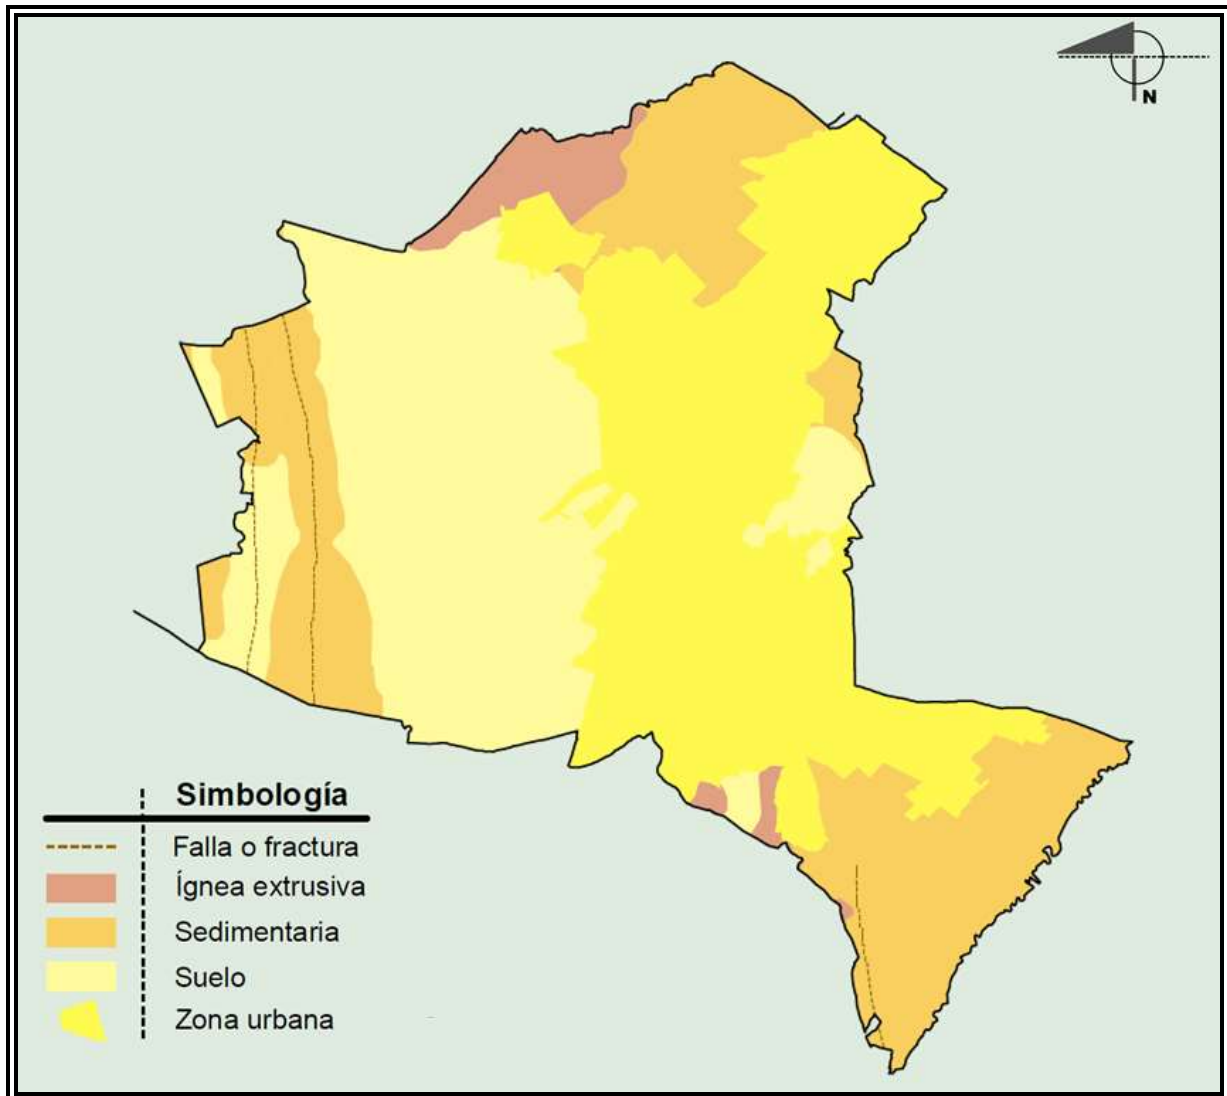 N
Simbología
Falla o fractura
Ígnea extrusiva
Sedimentaria
Suelo
Zona urbana